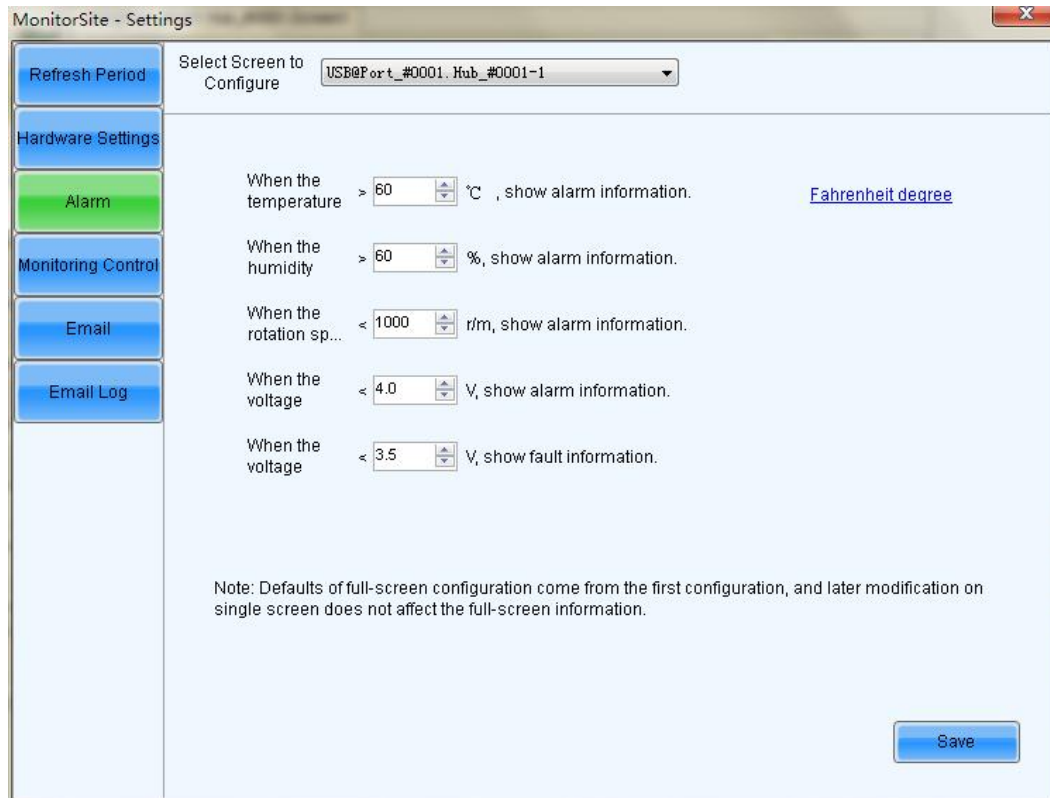 MonitorSite - Settings
Refresh Period
Hardware Settings
Alarm
Monitoring Control
Email
Email Log
Select Screen to
Configure
USB@Port_#0001.Hub_#0001-1
When the
temperature
> 60 ℃ , show alarm information.
Fahrenheit degree
When the
humidity
> 60 %, show alarm information.
When the
rotation sp...
< 1000 r/m, show alarm information.
When the
voltage
< 4.0 V, show alarm information.
When the
voltage
< 3.5 V, show fault information.
Note: Defaults of full-screen configuration come from the first configuration, and later modification on
single screen does not affect the full-screen information.
Save